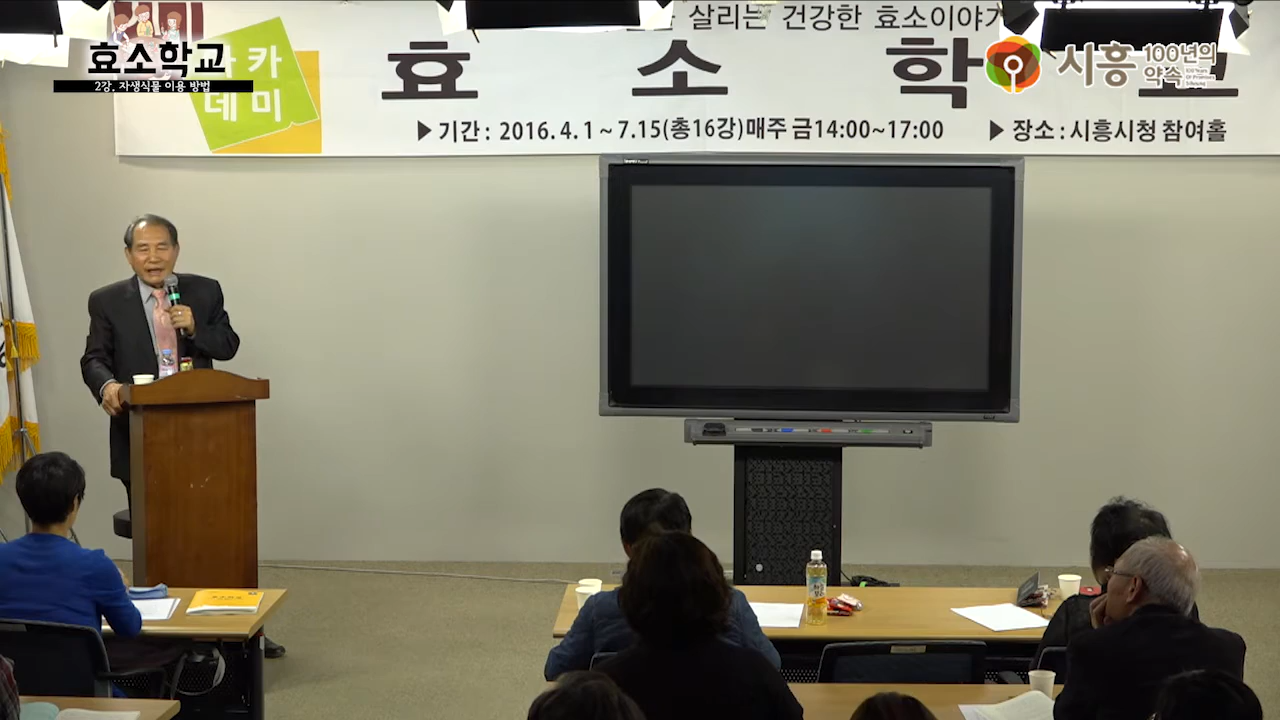 살리는 건강한 효소이야기
효소학교
2강. 자생식물 이용 방법
카
데미
효소학
시흥 100년의 약속
▶기간 : 2016.4.1 ~ 7.15(총16강)매주 금14:00~17:00
▶장소 : 시흥시청 참여홀